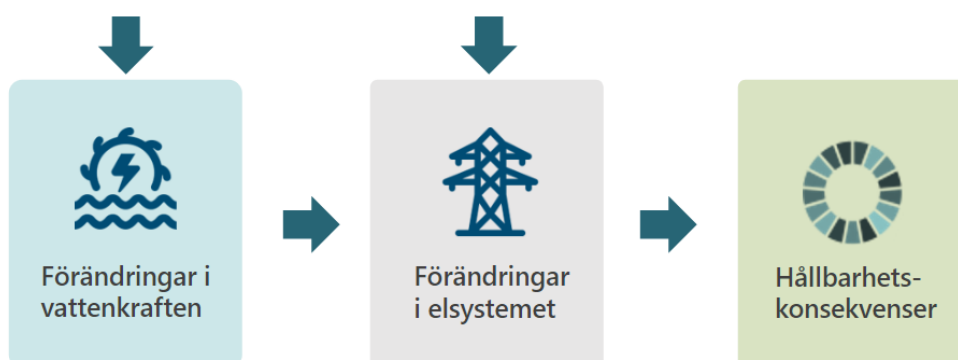 Förändringar i
vattenkraften
Förändringar
i elsystemet
Hållbarhets-
konsekvenser